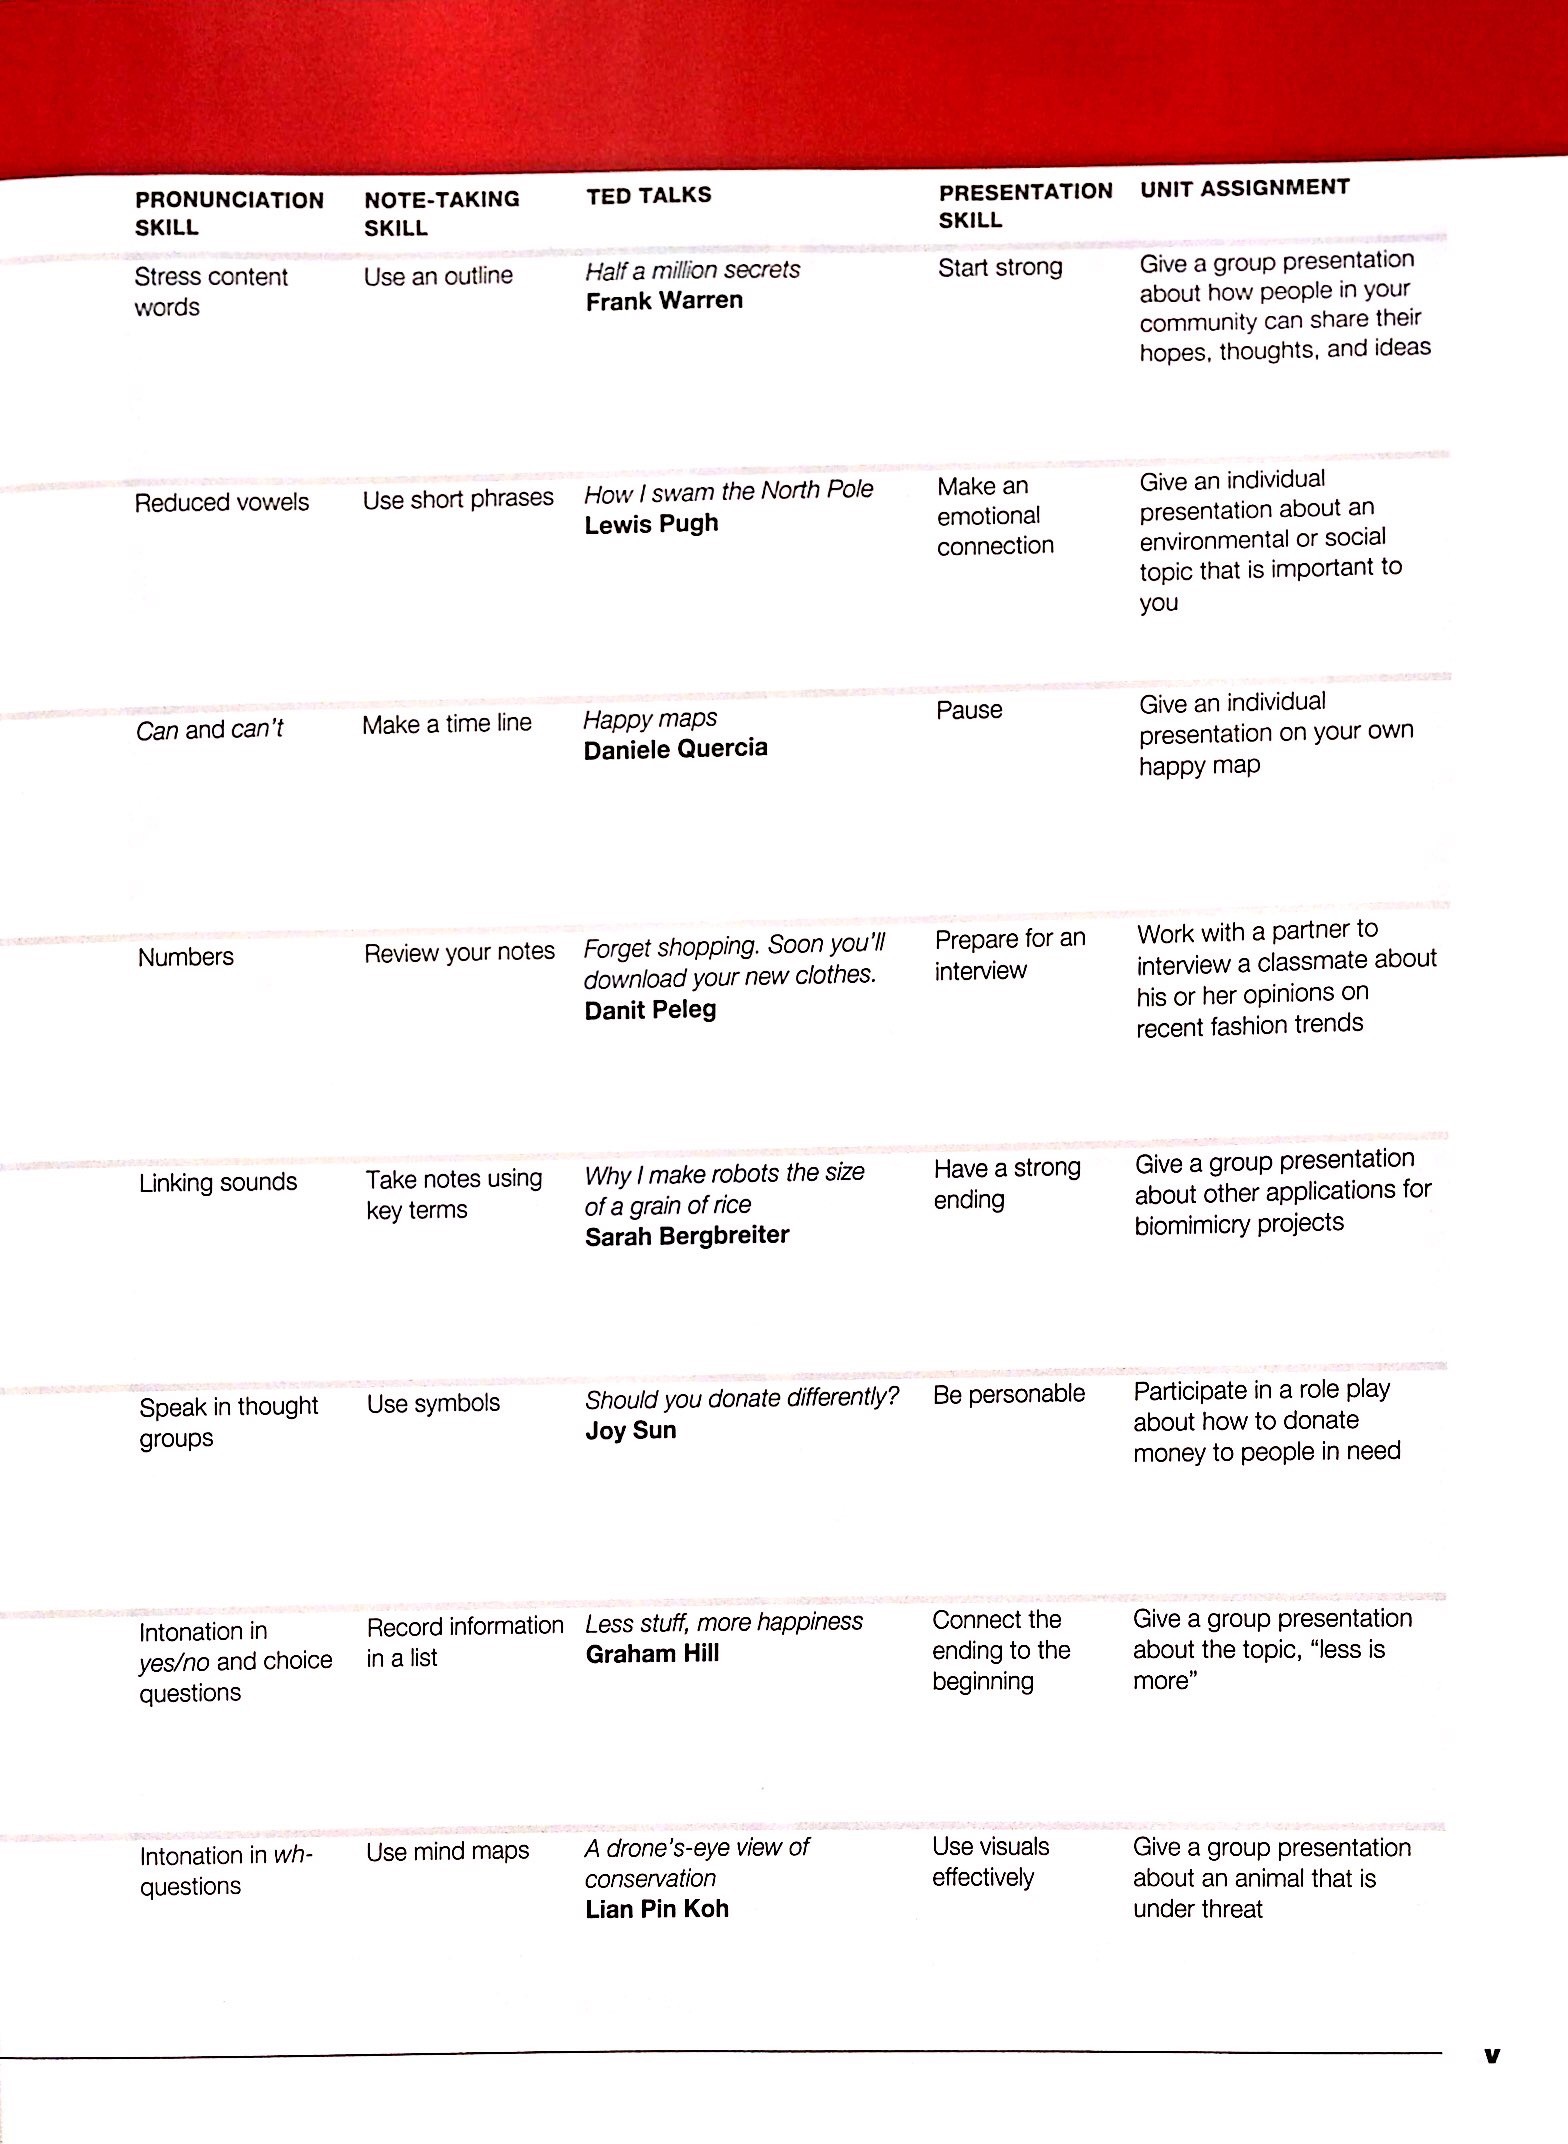 PRONUNCIATION
SKILL
NOTE-TAKING
SKILL
TED TALKS
PRESENTATION
SKILL
UNIT ASSIGNMENT
Stress content
words
Use an outline
Half a million secrets
Frank Warren
Start strong
Give a group presentation
about how people in your
community can share their
hopes, thoughts, and ideas
Reduced vowels
Use short phrases
How I swam the North Pole
Lewis Pugh
Make an
emotional
connection
Give an individual
presentation about an
environmental or social
topic that is important to
you
Can and can't
Make a time line
Happy maps
Daniele Quercia
Pause
Give an individual
presentation on your own
happy map
Numbers
Review your notes
Forget shopping. Soon you'll
download your new clothes.
Danit Peleg
Prepare for an
interview
Work with a partner to
interview a classmate about
his or her opinions on
recent fashion trends
Linking sounds
Take notes using
key terms
Why I make robots the size
of a grain of rice
Sarah Bergbreiter
Have a strong
ending
Give a group presentation
about other applications for
biomimicry projects
Speak in thought
groups
Use symbols
Should you donate differently?
Joy Sun
Be personable
Participate in a role play
about how to donate
money to people in need
Intonation in
yes/no and choice
questions
Record information
in a list
Less stuff, more happiness
Graham Hill
Connect the
ending to the
beginning
Give a group presentation
about the topic, "less is
more"
Intonation in wh-
questions
Use mind maps
A drone's-eye view of
conservation
Lian Pin Koh
Use visuals
effectively
Give a group presentation
about an animal that is
under threat
v